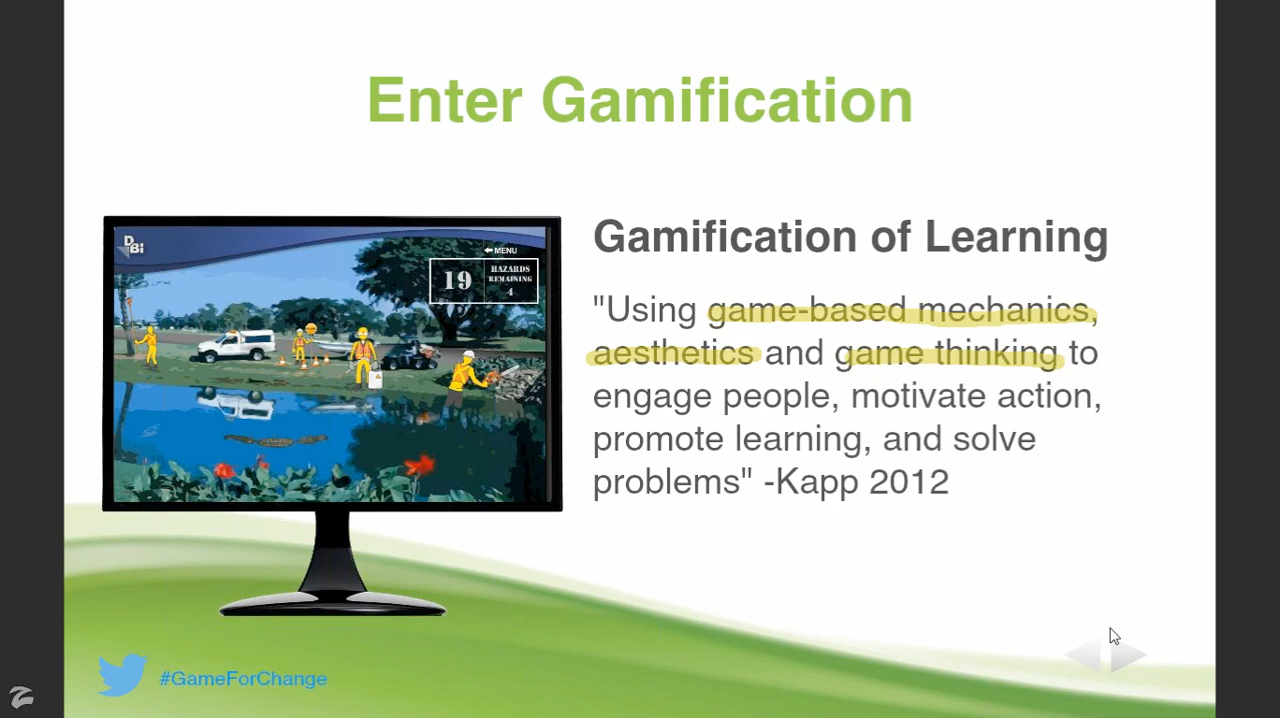 Enter Gamification
DBi
MENU
19
HAZARDS
REMAINING
4
Gamification of Learning
"Using game-based mechanics,
aesthetics and game thinking to
engage people, motivate action,
promote learning, and solve
problems" -Kapp 2012
#GameForChange